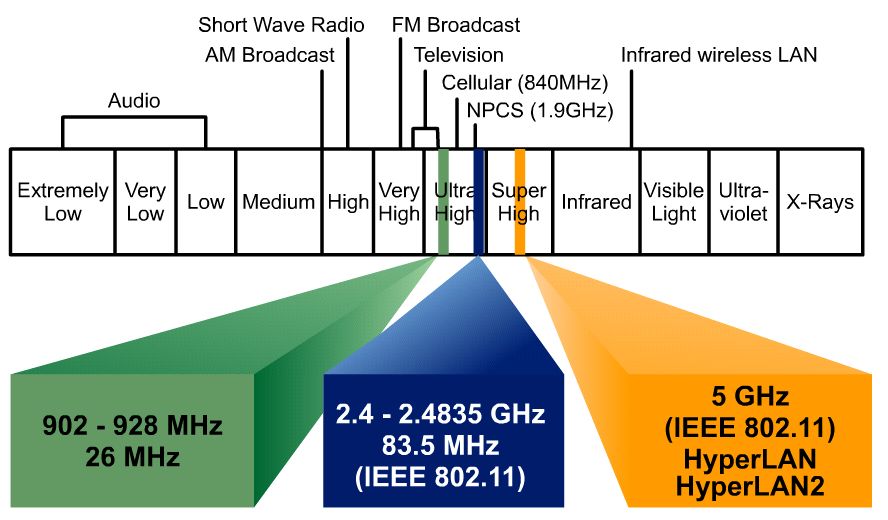 Short Wave Radio
FM Broadcast
AM Broadcast
Television
Infrared wireless LAN
Cellular (840MHz)
Audio
NPCS (1.9GHz)
Extremely
Low
Very
Low
Low
Medium
High
Very
High
Ultra
High
Super
High
Infrared
Visible
Light
Ultra-
violet
X-Rays
902 - 928 MHz
26 MHz
2.4 - 2.4835 GHz
83.5 MHz
(IEEE 802.11)
5 GHz
(IEEE 802.11)
HyperLAN
HyperLAN2